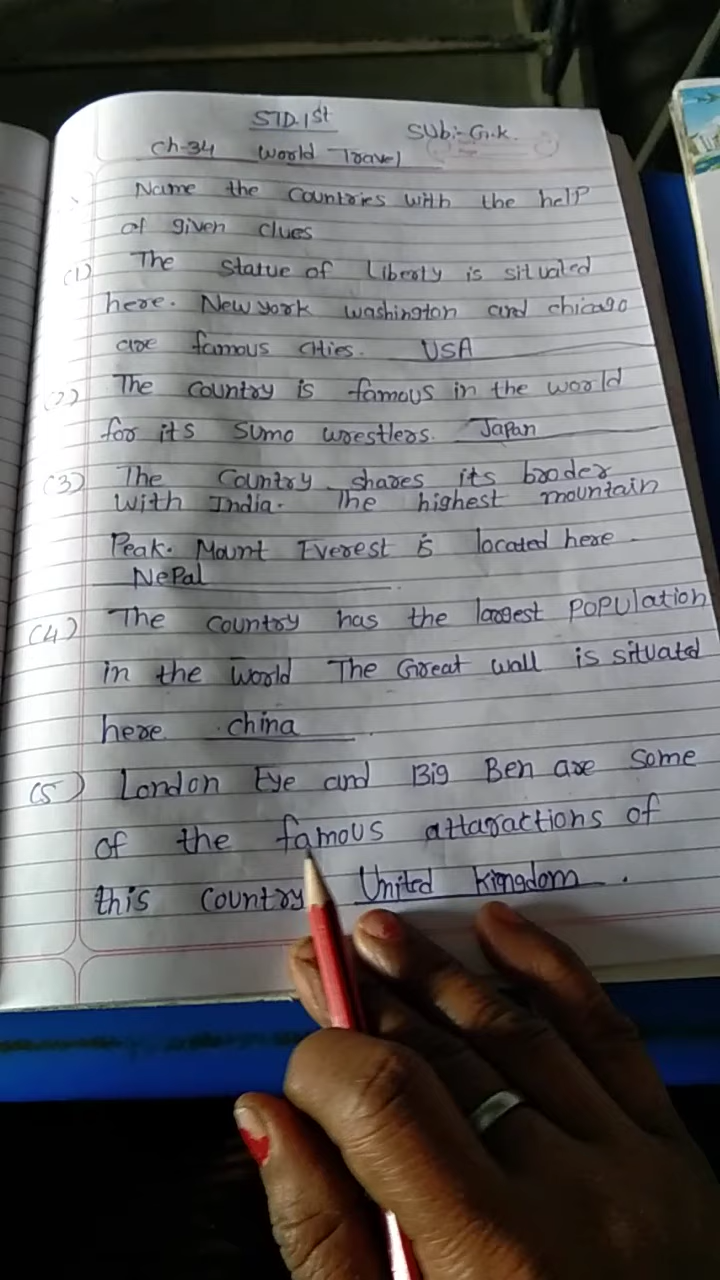 STD.1st
SUb:- G.k.
Ch-34 World Travel
Name the Countries with the help
of given clues
(1) The Statue of Liberty is situated
here. New york washington and chicago
are famous cities. USA
(2) The Country is famous in the world
for its Sumo wrestlers. Japan
(3) The Country shares its broder
With India. The highest mountain
Peak. Mount Everest is located here.
NePal
(4) The Country has the largest POPUlation
in the World The Great wall is situated
here china
(5) London Eye and Big Ben are some
of the famous attaractions of
this Country United Kingdom.